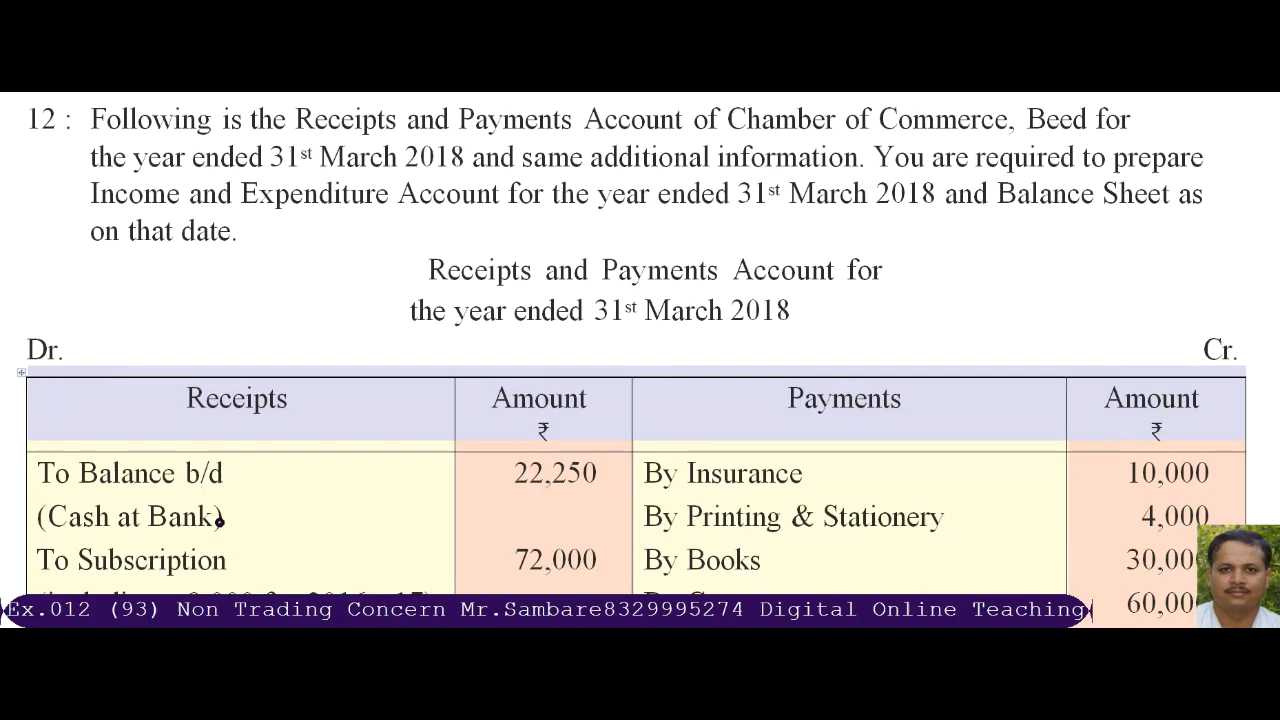 12 : Following is the Receipts and Payments Account of Chamber of Commerce, Beed for
the year ended 31st March 2018 and same additional information. You are required to prepare
Income and Expenditure Account for the year ended 31st March 2018 and Balance Sheet as
on that date.
Receipts and Payments Account for
the year ended 31st March 2018
Dr. Cr.
Receipts Amount ₹ Payments Amount ₹
To Balance b/d 22,250 By Insurance 10,000
(Cash at Bank) By Printing & Stationery 4,000
To Subscription 72,000 By Books 30,00
60,00
Ex.012 (93) Non Trading Concern Mr.Sambare8329995274 Digital Online Teaching